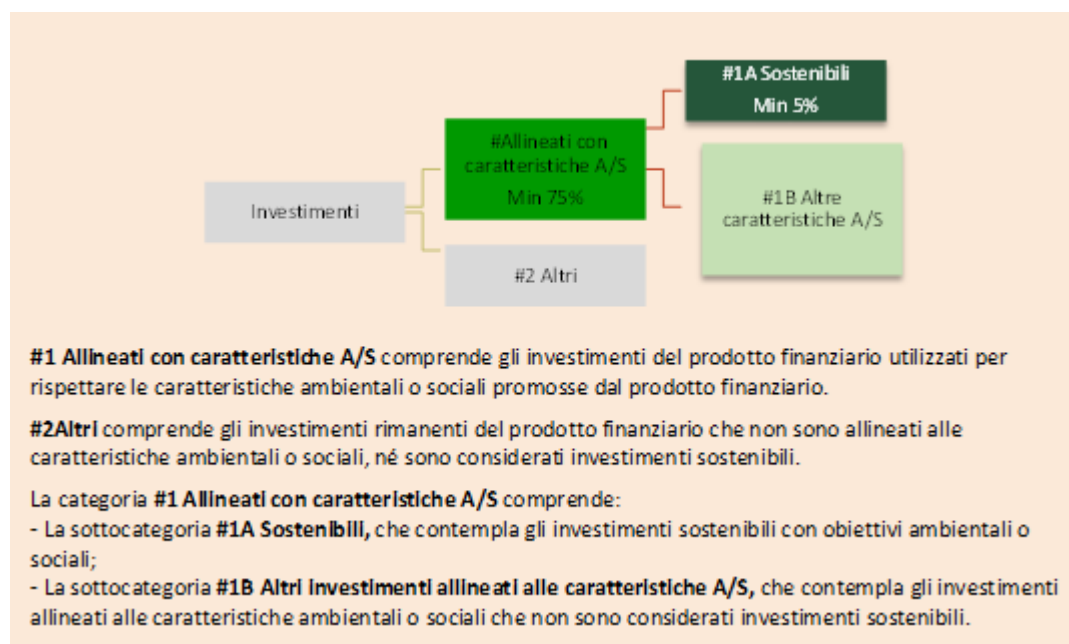 #1A Sostenibili
Min 5%
#Allineati con
caratteristiche A/S
Min 75%
Investimenti
#1B Altre
caratteristiche A/S
#2 Altri
#1 Allineati con caratteristiche A/S comprende gli investimenti del prodotto finanziario utilizzati per
rispettare le caratteristiche ambientali o sociali promosse dal prodotto finanziario.
#2Altri comprende gli investimenti rimanenti del prodotto finanziario che non sono allineati alle
caratteristiche ambientali o sociali, né sono considerati investimenti sostenibili.
La categoria #1 Allineati con caratteristiche A/S comprende:
- La sottocategoria #1A Sostenibili, che contempla gli investimenti sostenibili con obiettivi ambientali o
sociali;
- La sottocategoria #1B Altri investimenti allineati alle caratteristiche A/S, che contempla gli investimenti
allineati alle caratteristiche ambientali o sociali che non sono considerati investimenti sostenibili.